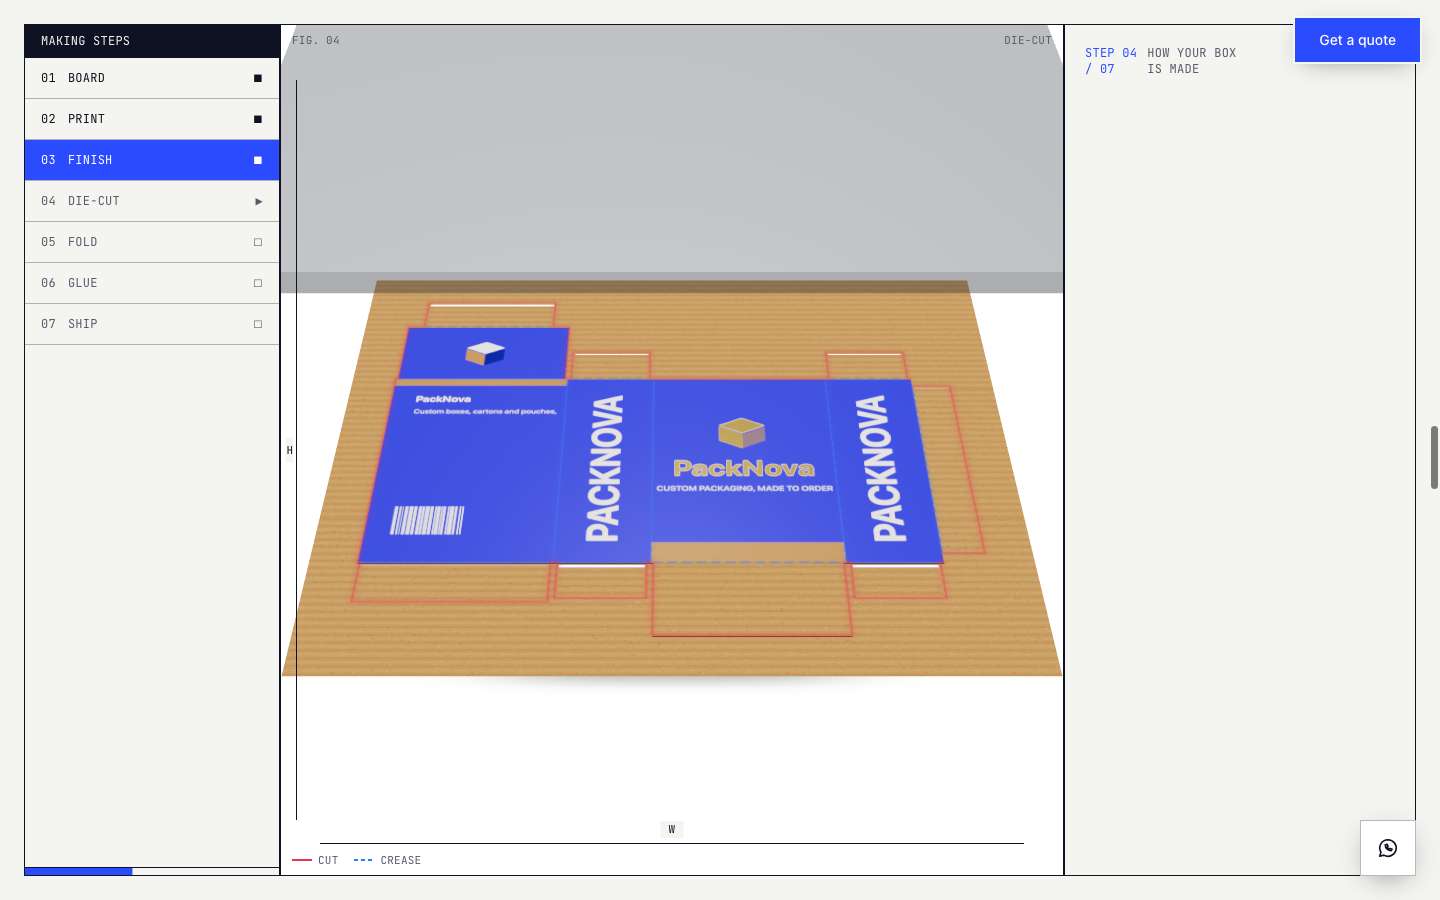 MAKING STEPS
01 BOARD
02 PRINT
03 FINISH
04 DIE-CUT
05 FOLD
06 GLUE
07 SHIP
FIG. 04
DIE-CUT
H
PackNova
Custom boxes, cartons and pouches,
PACKNOVA
PackNova
CUSTOM PACKAGING, MADE TO ORDER
PACKNOVA
W
CUT
CREASE
STEP 04 / 07
HOW YOUR BOX
IS MADE
Get a quote